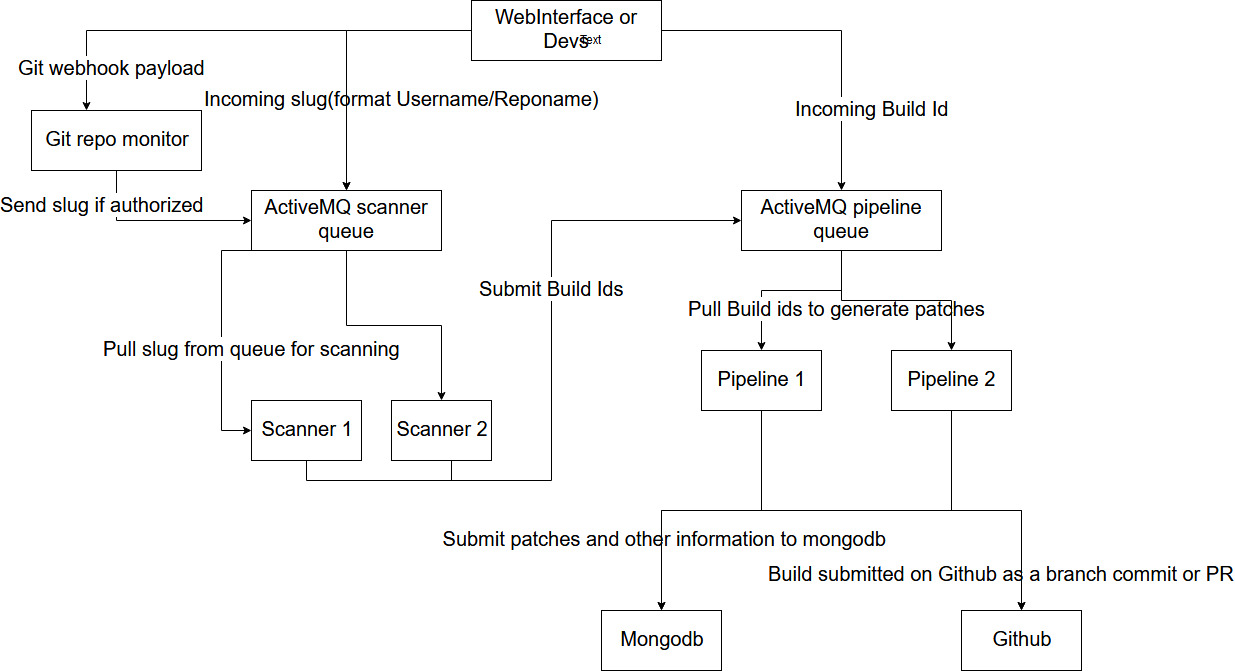 WebInterface or
Devs
Text
Git webhook payload
Incoming slug(format Username/Reponame)
Incoming Build Id
Git repo monitor
Send slug if authorized
ActiveMQ scanner
queue
ActiveMQ pipeline
queue
Submit Build Ids
Pull Build ids to generate patches
Pull slug from queue for scanning
Pipeline 1
Pipeline 2
Scanner 1
Scanner 2
Submit patches and other information to mongodb
Build submitted on Github as a branch commit or PR
Mongodb
Github